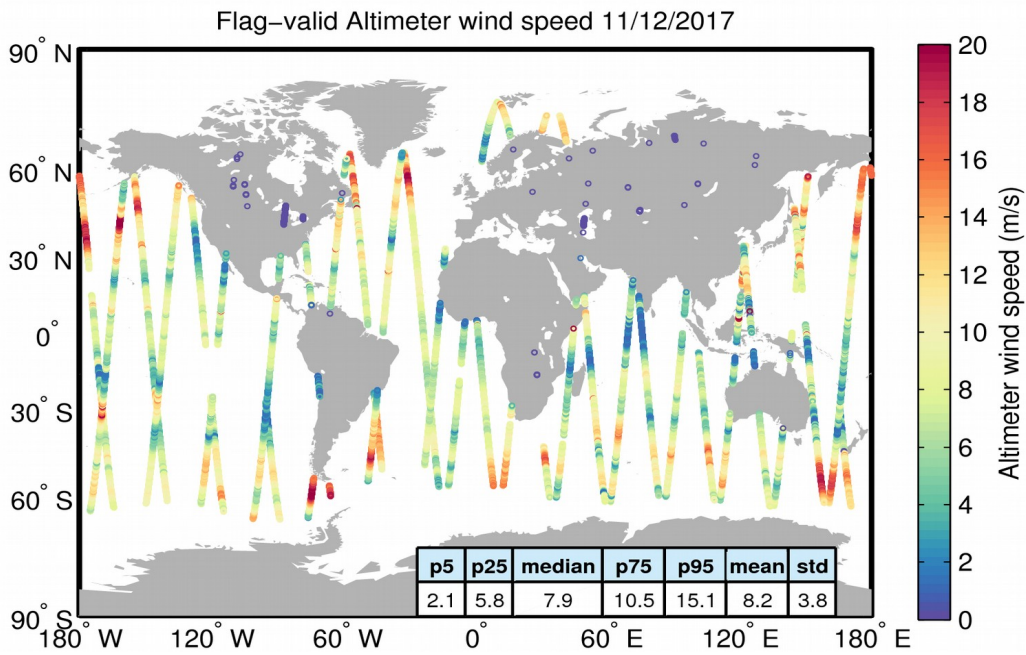 Flag−valid Altimeter wind speed 11/12/2017
90° N
60° N
30° N
0°
30° S
60° S
90° S
180° W
120° W
60° W
0°
60° E
120° E
180° E
p5 p25 median p75 p95 mean std
2.1 5.8 7.9 10.5 15.1 8.2 3.8
20
18
16
14
12
10
8
6
4
2
0
Altimeter wind speed (m/s)